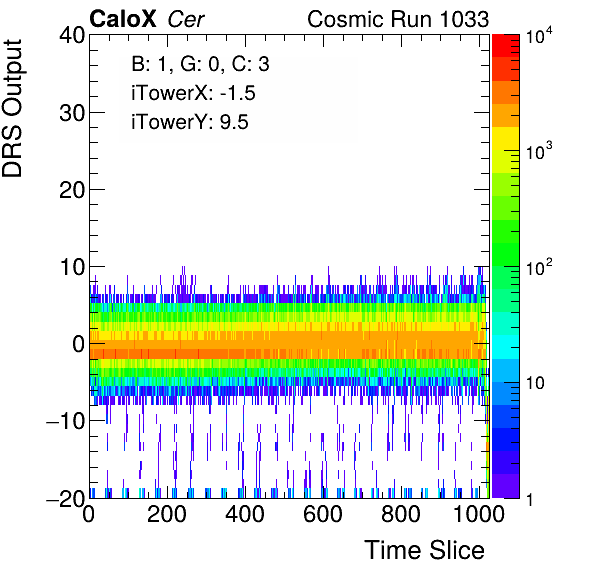 CaloX Cer Cosmic Run 1033
B: 1, G: 0, C: 3
iTowerX: -1.5
iTowerY: 9.5
DRS Output
40
30
20
10
0
−10
−20
0 200 400 600 800 1000
Time Slice
10^4
10^3
10^2
10
1